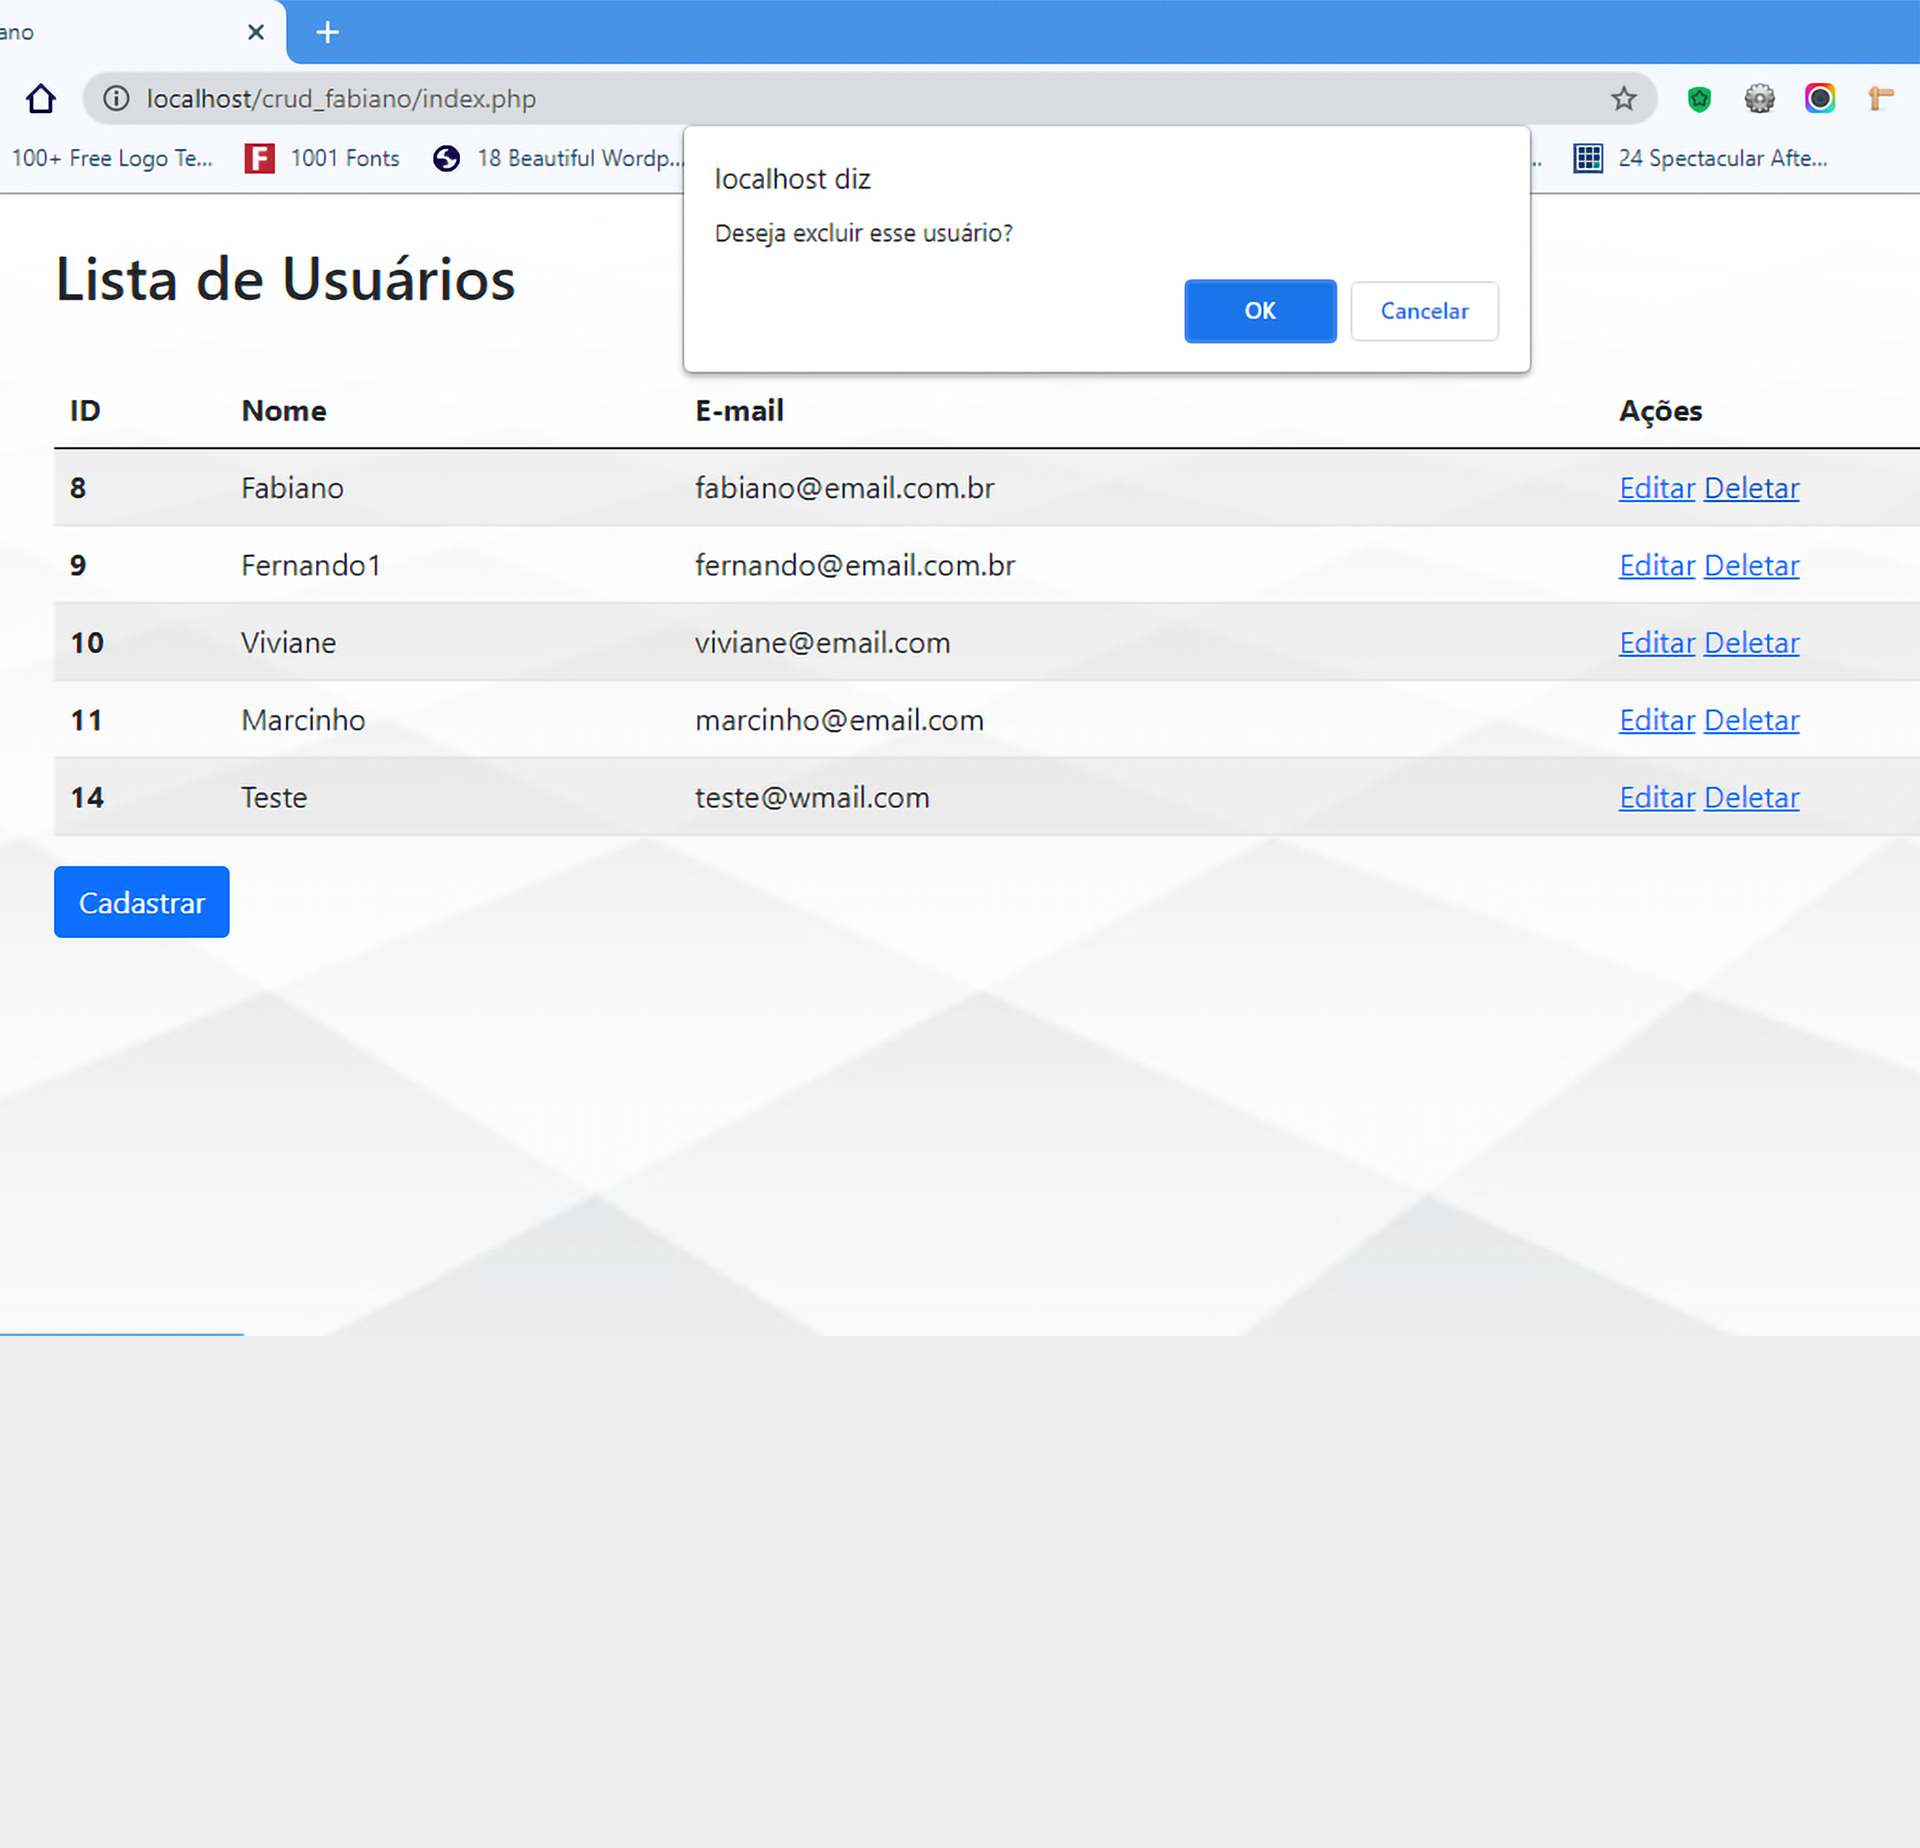 ano
localhost/crud_fabiano/index.php
100+ Free Logo Te... 1001 Fonts 18 Beautiful Wordp... .. 24 Spectacular Afte...
localhost diz
Deseja excluir esse usuário?
OK Cancelar
Lista de Usuários
ID Nome E-mail Ações
8 Fabiano fabiano@email.com.br Editar Deletar
9 Fernando1 fernando@email.com.br Editar Deletar
10 Viviane viviane@email.com Editar Deletar
11 Marcinho marcinho@email.com Editar Deletar
14 Teste teste@wmail.com Editar Deletar
Cadastrar